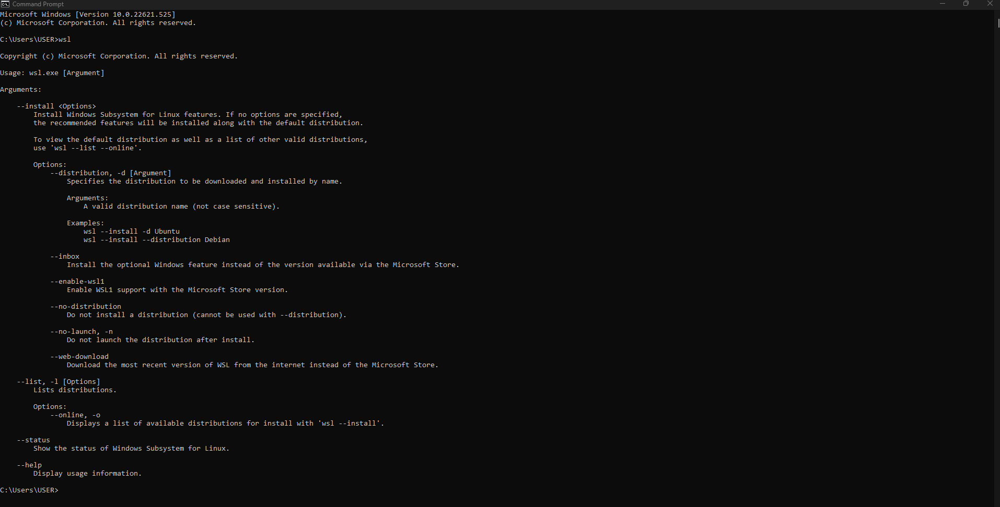 Command Prompt
Microsoft Windows [Version 10.0.22621.525]
(c) Microsoft Corporation. All rights reserved.
C:\Users\USER>wsl
Copyright (c) Microsoft Corporation. All rights reserved.
Usage: wsl.exe [Argument]
Arguments:
--install <Options>
Install Windows Subsystem for Linux features. If no options are specified,
the recommended features will be installed along with the default distribution.
To view the default distribution as well as a list of other valid distributions,
use 'wsl --list --online'.
Options:
--distribution, -d [Argument]
Specifies the distribution to be downloaded and installed by name.
Arguments:
A valid distribution name (not case sensitive).
Examples:
wsl --install -d Ubuntu
wsl --install --distribution Debian
--inbox
Install the optional Windows feature instead of the version available via the Microsoft Store.
--enable-wsl1
Enable WSL1 support with the Microsoft Store version.
--no-distribution
Do not install a distribution (cannot be used with --distribution).
--no-launch, -n
Do not launch the distribution after install.
--web-download
Download the most recent version of WSL from the internet instead of the Microsoft Store.
--list, -l [Options]
Lists distributions.
Options:
--online, -o
Displays a list of available distributions for install with 'wsl --install'.
--status
Show the status of Windows Subsystem for Linux.
--help
Display usage information.
C:\Users\USER>